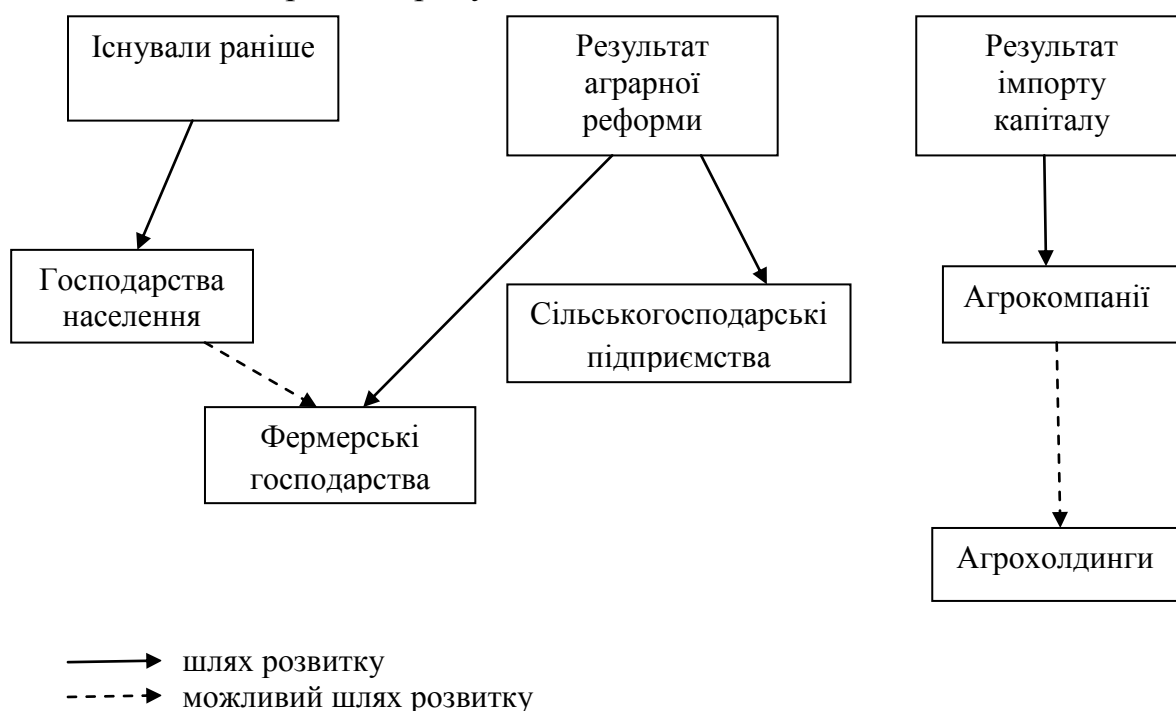 Існували раніше
Результат
аграрної
реформи
Результат
імпорту
капіталу
Господарства
населення
Сільськогосподарські
підприємства
Агрокомпанії
Фермерські
господарства
Агрохолдинги
шлях розвитку
можливий шлях розвитку